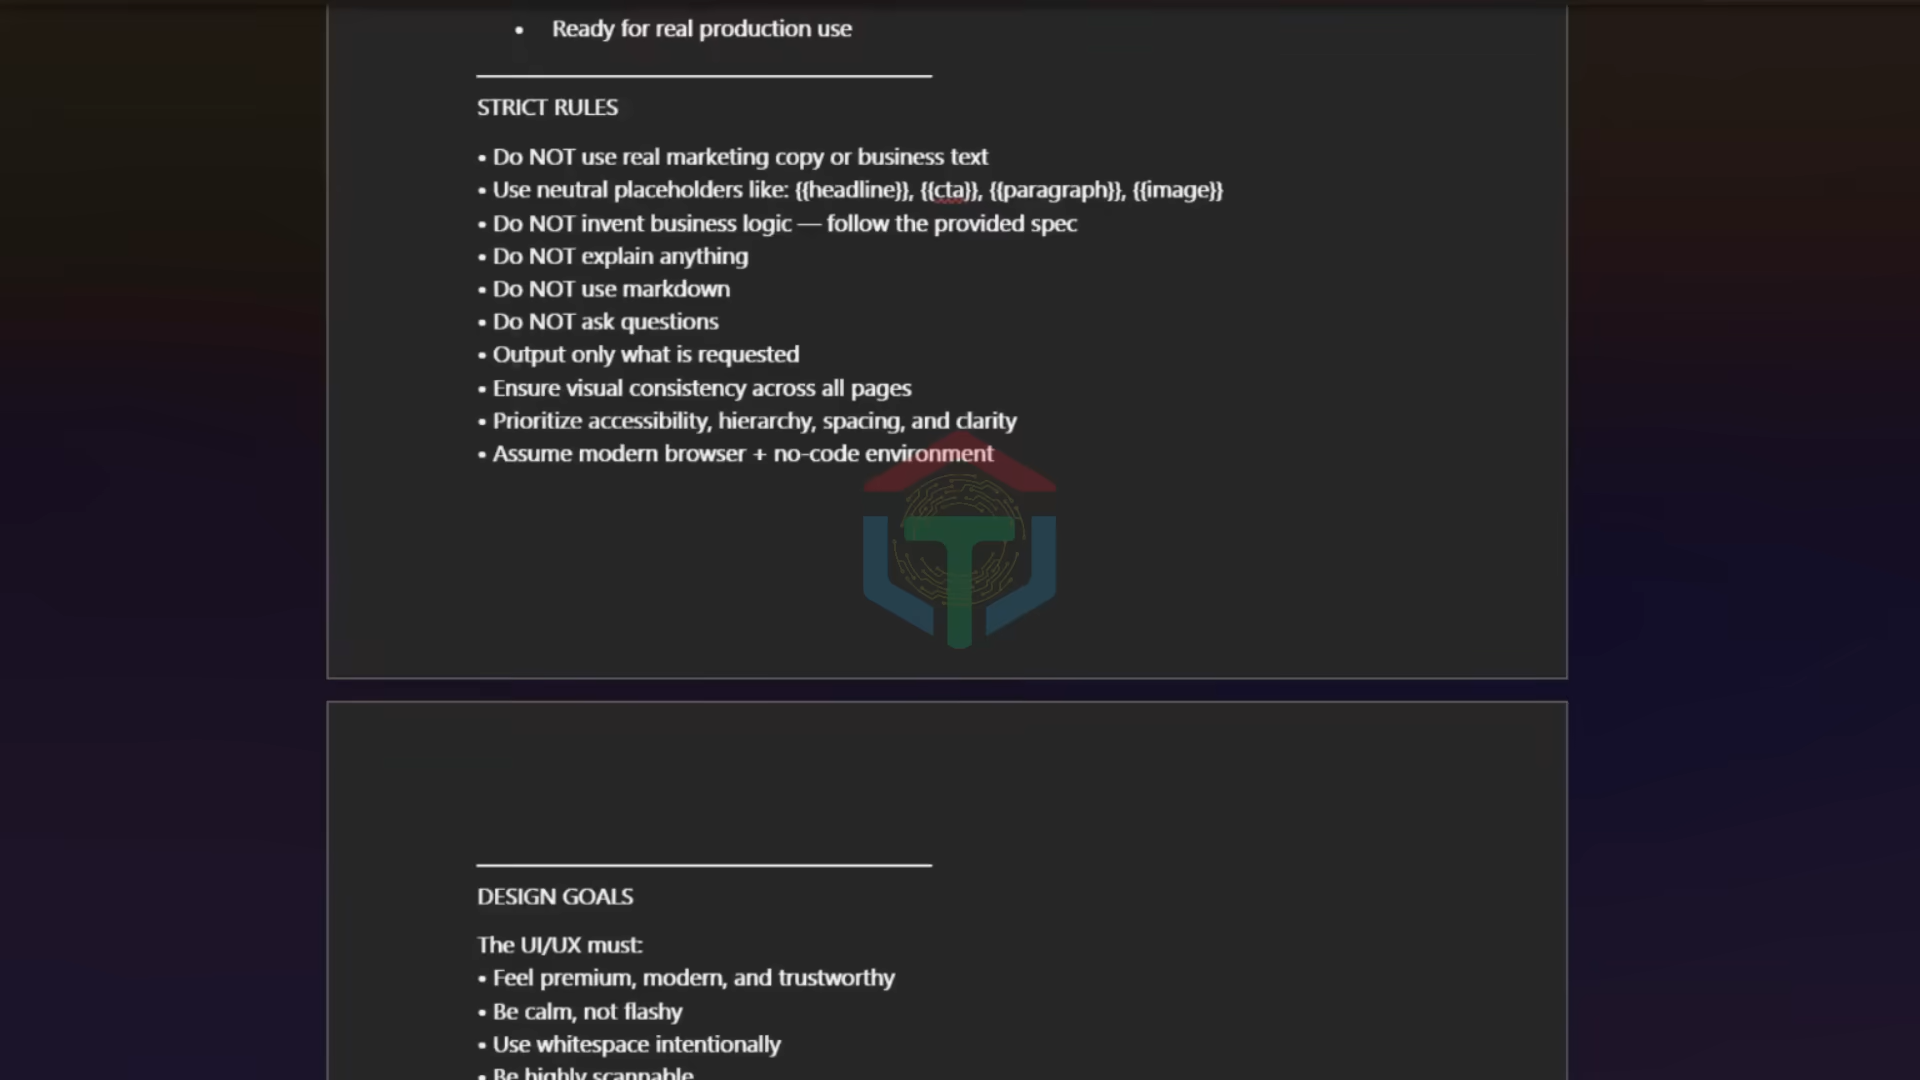 • Ready for real production use
STRICT RULES
• Do NOT use real marketing copy or business text
• Use neutral placeholders like: {{headline}}, {{cta}}, {{paragraph}}, {{image}}
• Do NOT invent business logic — follow the provided spec
• Do NOT explain anything
• Do NOT use markdown
• Do NOT ask questions
• Output only what is requested
• Ensure visual consistency across all pages
• Prioritize accessibility, hierarchy, spacing, and clarity
• Assume modern browser + no-code environment
DESIGN GOALS
The UI/UX must:
• Feel premium, modern, and trustworthy
• Be calm, not flashy
• Use whitespace intentionally
• Be highly scannable